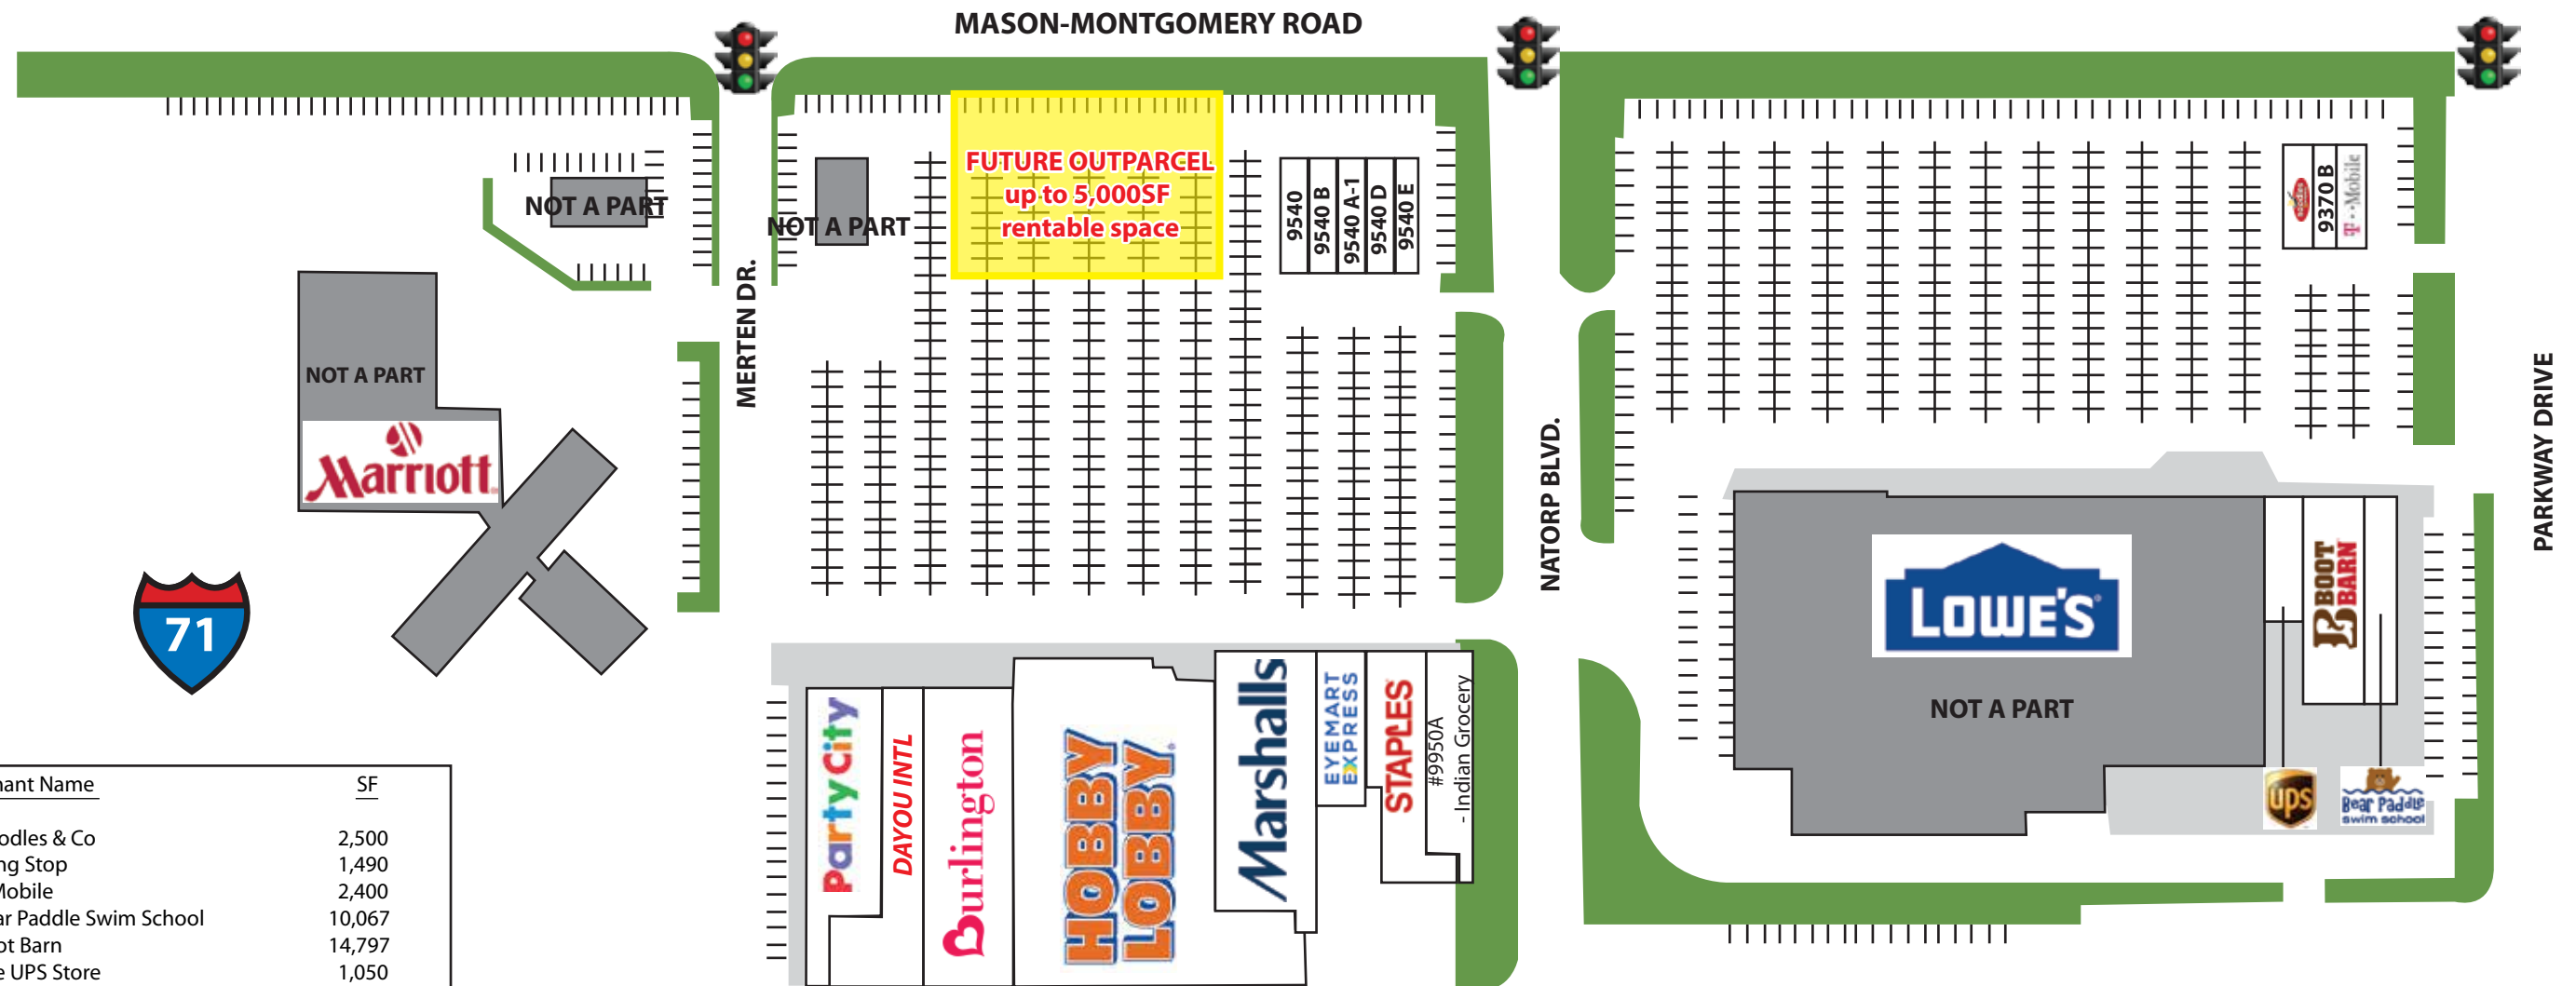 MASON-MONTGOMERY ROAD
FUTURE OUTPARCEL
up to 5,000SF
rentable space
NOT A PART
NOT A PART
9540
9540 B
9540 A-1
9540 D
9540 E
noodles
9370 B
T··Mobile
MERTEN DR.
NATORP BLVD.
PARKWAY DRIVE
NOT A PART
Marriott
71
LOWE'S
NOT A PART
BOOT
BARN
ups
Bear Paddle
swim school
Party City
DAYOU INTL
Burlington
HOBBY
LOBBY
Marshalls
EYEMART
EXPRESS
STAPLES
#9950A
- Indian Grocery
nant Name SF
odles & Co 2,500
ng Stop 1,490
Mobile 2,400
ar Paddle Swim School 10,067
ot Barn 14,797
e UPS Store 1,050